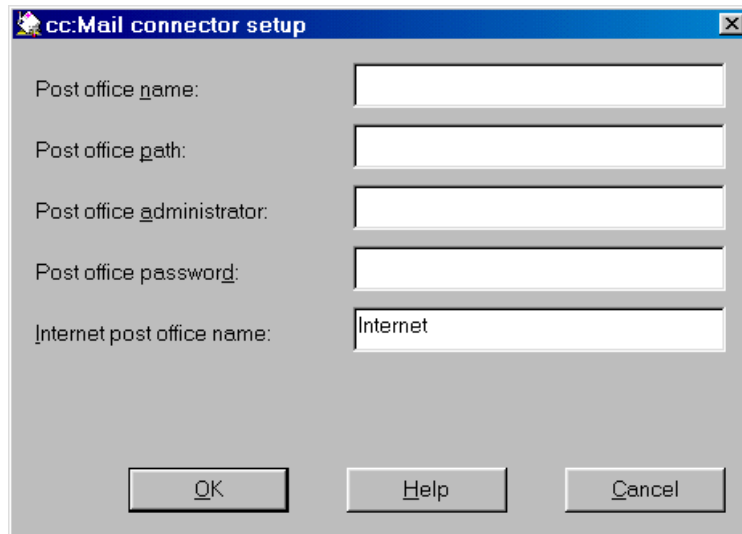 cc:Mail connector setup
Post office name:
Post office path:
Post office administrator:
Post office password:
Internet post office name: Internet
OK Help Cancel